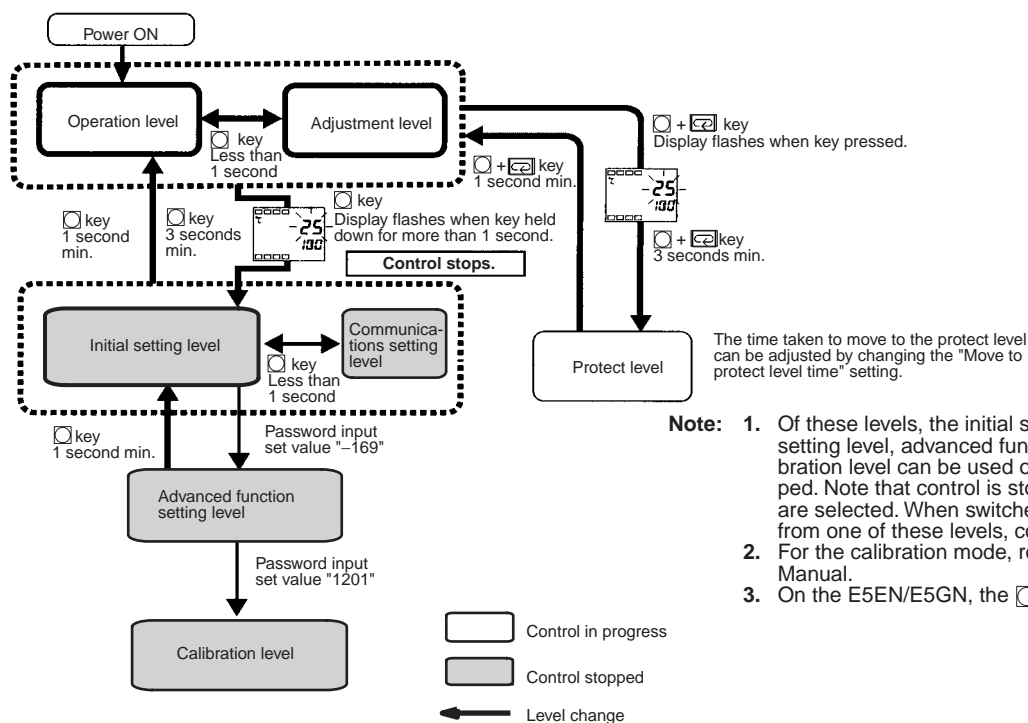 Power ON
Operation level
Adjustment level
key
Less than
1 second
+ key
Display flashes when key pressed.
+ key
1 second min.
25
100
+ key
3 seconds min.
key
1 second
min.
key
3 seconds
min.
°C
25
100
key
Display flashes when key held
down for more than 1 second.
Control stops.
Initial setting level
Communica-
tions setting
level
key
Less than
1 second
Protect level
The time taken to move to the protect level
can be adjusted by changing the "Move to
protect level time" setting.
key
1 second min.
Password input
set value "–169"
Advanced function
setting level
Password input
set value "1201"
Calibration level
Control in progress
Control stopped
Level change
Note: 1. Of these levels, the initial s
setting level, advanced fun
bration level can be used o
ped. Note that control is sto
are selected. When switche
from one of these levels, co
2. For the calibration mode, re
Manual.
3. On the E5EN/E5GN, the